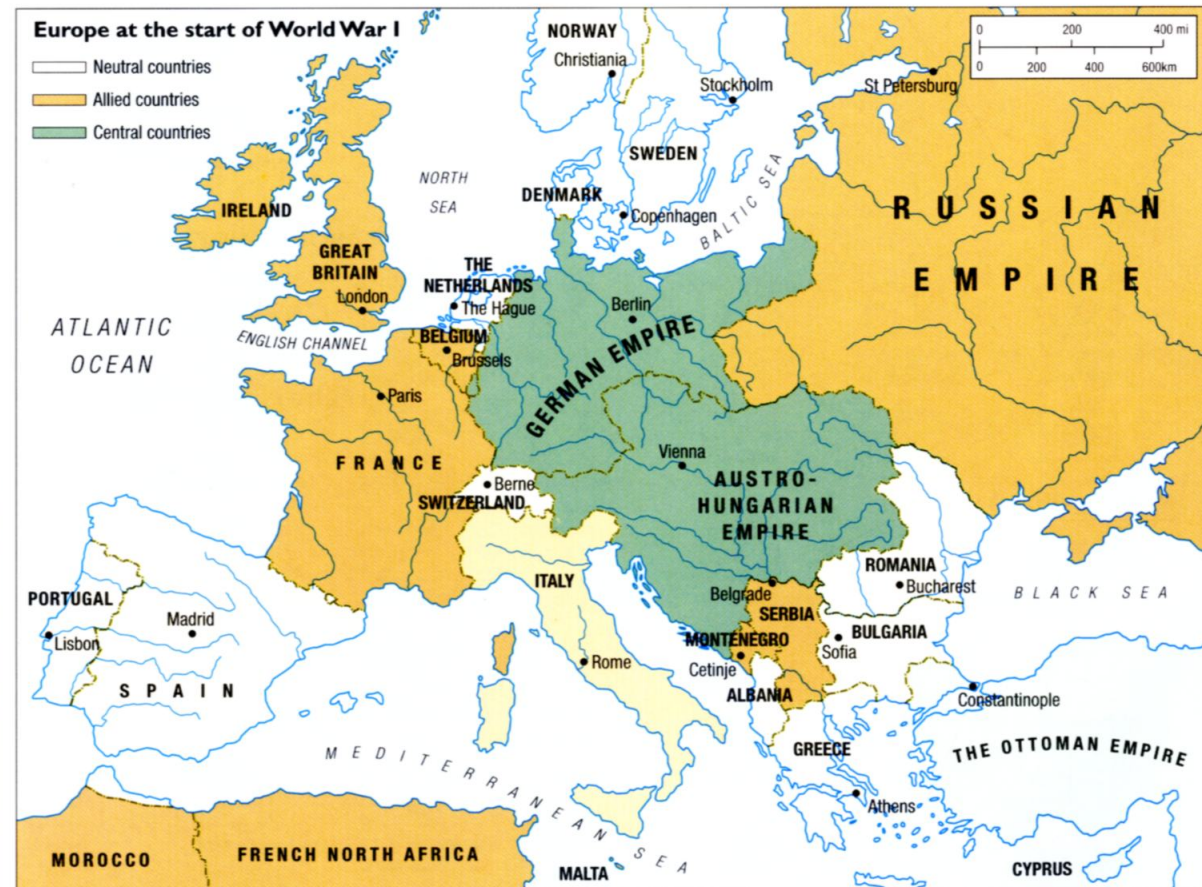 Europe at the start of World War I
Neutral countries
Allied countries
Central countries
0 200 400 mi
0 200 400 600km
NORWAY
Christiania
Stockholm
St Petersburg
SWEDEN
NORTH
SEA
DENMARK
Copenhagen
BALTIC SEA
IRELAND
GREAT
BRITAIN
London
THE
NETHERLANDS
The Hague
Berlin
RUSSIAN
EMPIRE
ATLANTIC
OCEAN
ENGLISH CHANNEL
BELGIUM
Brussels
GERMAN EMPIRE
Paris
FRANCE
Vienna
Berne
SWITZERLAND
AUSTRO-
HUNGARIAN
EMPIRE
ITALY
ROMANIA
Bucharest
Belgrade
SERBIA
BLACK SEA
PORTUGAL
Lisbon
Madrid
SPAIN
MONTENEGRO
Cetinje
BULGARIA
Sofia
Rome
ALBANIA
Constantinople
MEDITERRANEAN SEA
GREECE
THE OTTOMAN EMPIRE
Athens
MOROCCO
FRENCH NORTH AFRICA
MALTA
CYPRUS